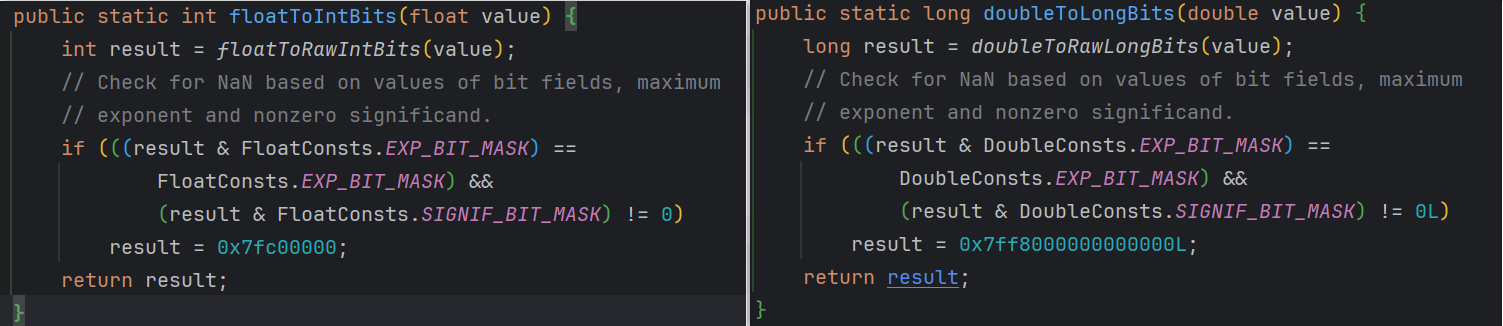 public static int floatToIntBits(float value) {
    int result = floatToRawIntBits(value);
    // Check for NaN based on values of bit fields, maximum
    // exponent and nonzero significand.
    if (((result & FloatConsts.EXP_BIT_MASK) ==
            FloatConsts.EXP_BIT_MASK) &&
            (result & FloatConsts.SIGNIF_BIT_MASK) != 0)
        result = 0x7fc00000;
    return result;
}
public static long doubleToLongBits(double value) {
    long result = doubleToRawLongBits(value);
    // Check for NaN based on values of bit fields, maximum
    // exponent and nonzero significand.
    if (((result & DoubleConsts.EXP_BIT_MASK) ==
            DoubleConsts.EXP_BIT_MASK) &&
            (result & DoubleConsts.SIGNIF_BIT_MASK) != 0L)
        result = 0x7ff8000000000000L;
    return result;
}